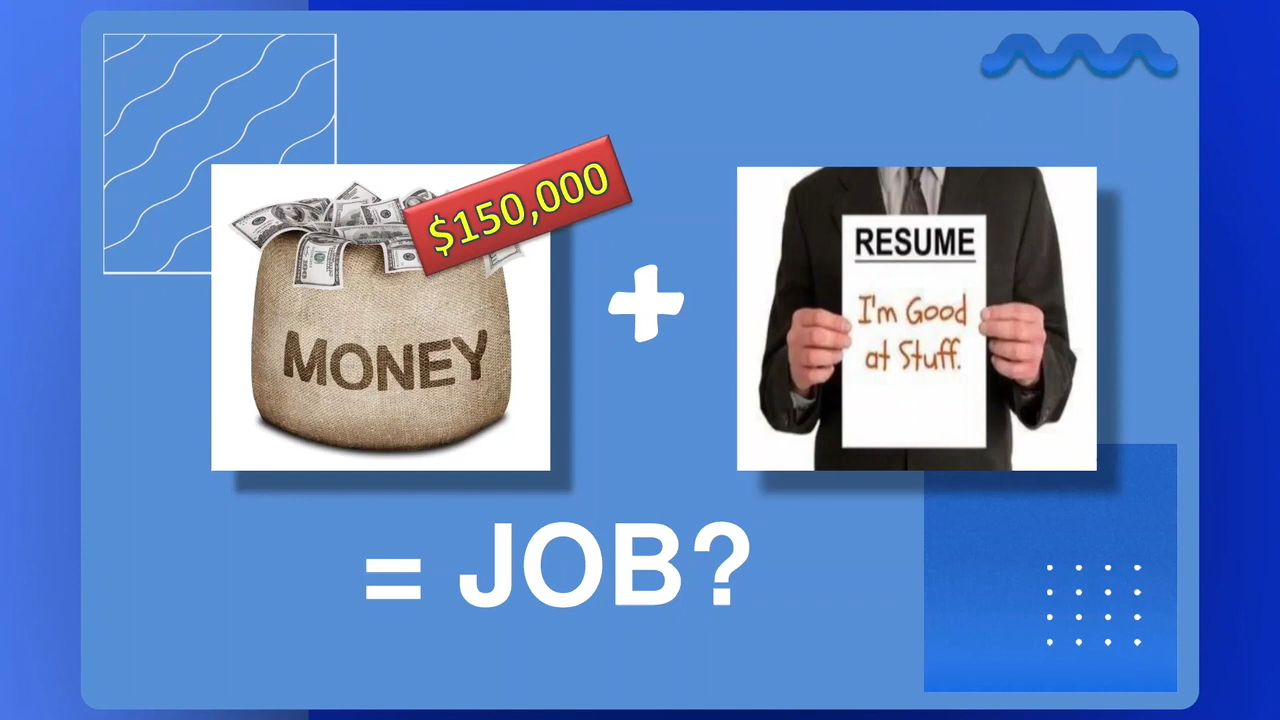 $150,000
MONEY
+
RESUME
I'm Good
at Stuff.
= JOB?